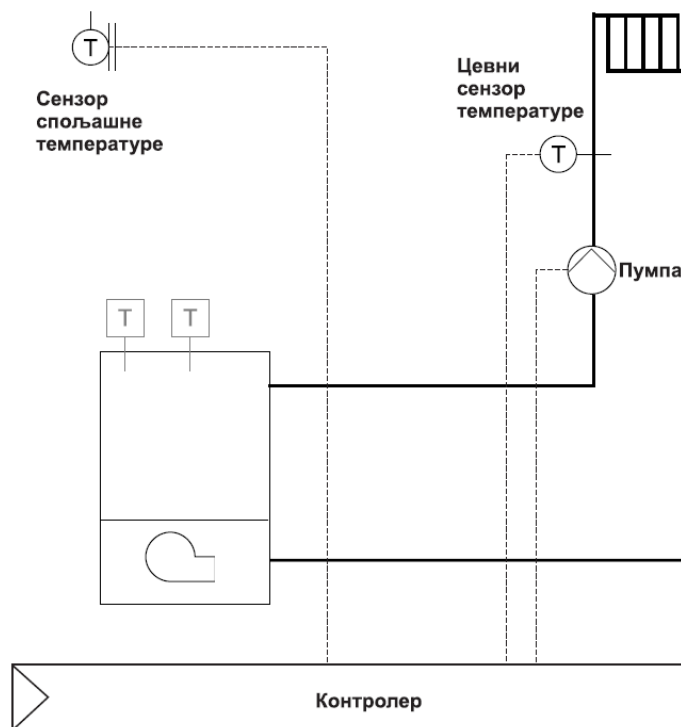 T
Сензор
спољашне
температуре
Цевни
сензор
температуре
T
Пумпа
T
T
Контролер